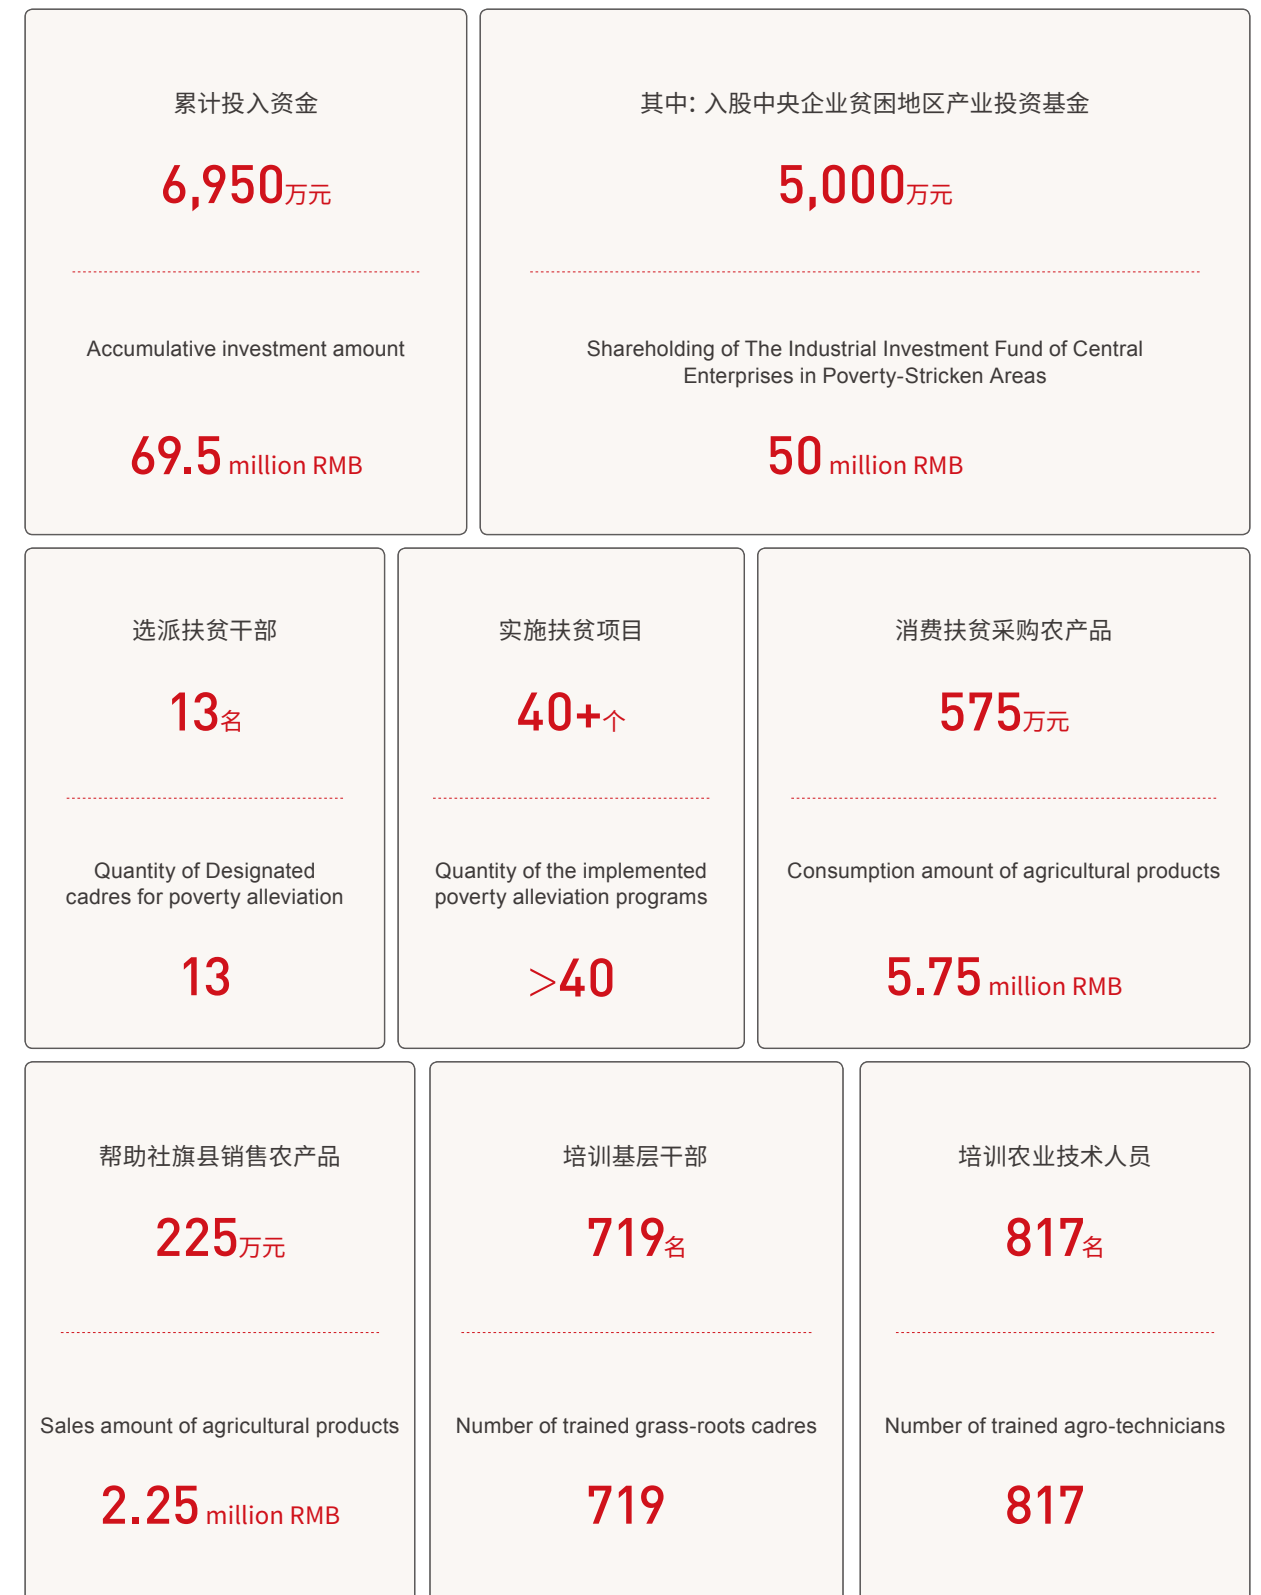 累计投入资金
6,950万元
Accumulative investment amount
69.5 million RMB
其中：入股中央企业贫困地区产业投资基金
5,000万元
Shareholding of The Industrial Investment Fund of Central
Enterprises in Poverty-Stricken Areas
50 million RMB
选派扶贫干部
13名
Quantity of Designated
cadres for poverty alleviation
13
实施扶贫项目
40+个
Quantity of the implemented
poverty alleviation programs
>40
消费扶贫采购农产品
575万元
Consumption amount of agricultural products
5.75 million RMB
帮助社旗县销售农产品
225万元
Sales amount of agricultural products
2.25 million RMB
培训基层干部
719名
Number of trained grass-roots cadres
719
培训农业技术人员
817名
Number of trained agro-technicians
817